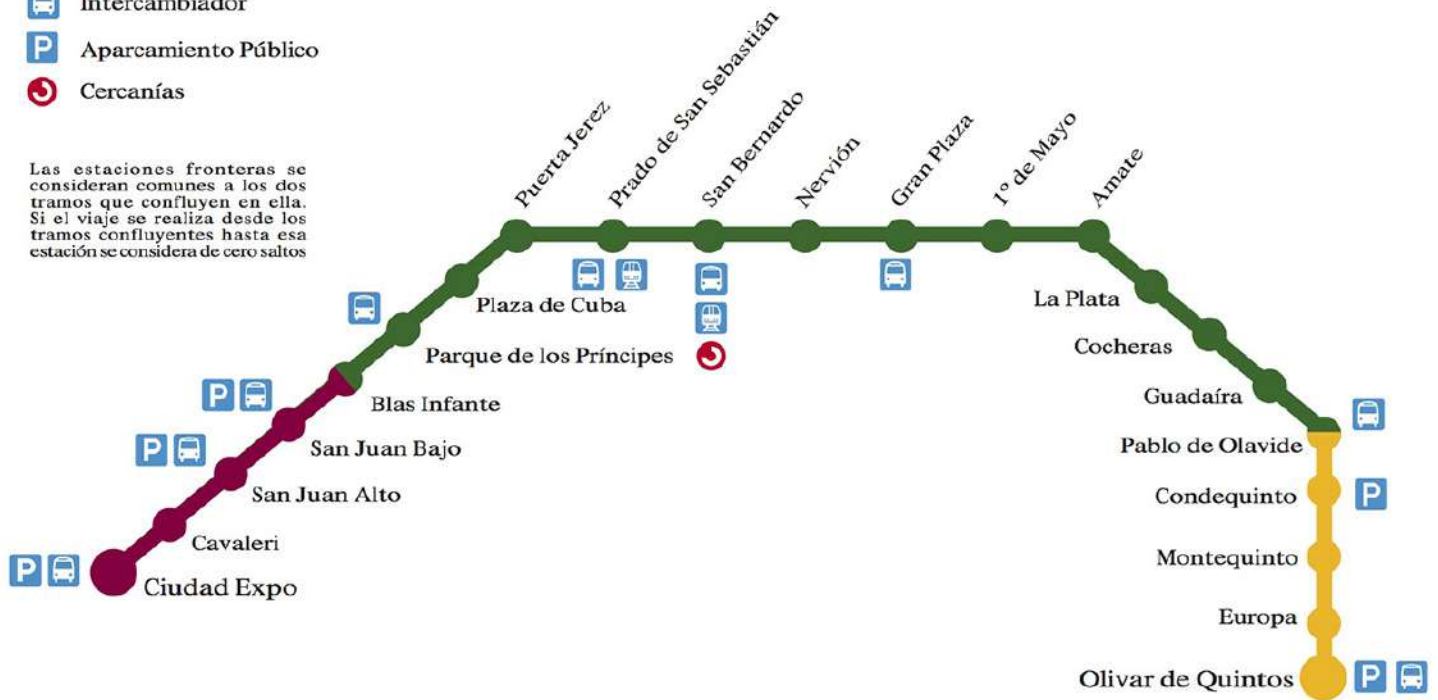 Intercambiador
P Aparcamiento Público
Cercanías
Las estaciones fronteras se
consideran comunes a los dos
tramos que confluyen en ella.
Si el viaje se realiza desde los
tramos confluyentes hasta esa
estación se considera de cero saltos
Puerta Jerez
Prado de San Sebastián
San Bernardo
Nervión
Gran Plaza
1º de Mayo
Amate
Plaza de Cuba
Parque de los Príncipes
P
Blas Infante
P
San Juan Bajo
San Juan Alto
Cavaleri
P
Ciudad Expo
La Plata
Cocheras
Guadaíra
Pablo de Olavide
Condequinto
P
Montequinto
Europa
Olivar de Quintos
P